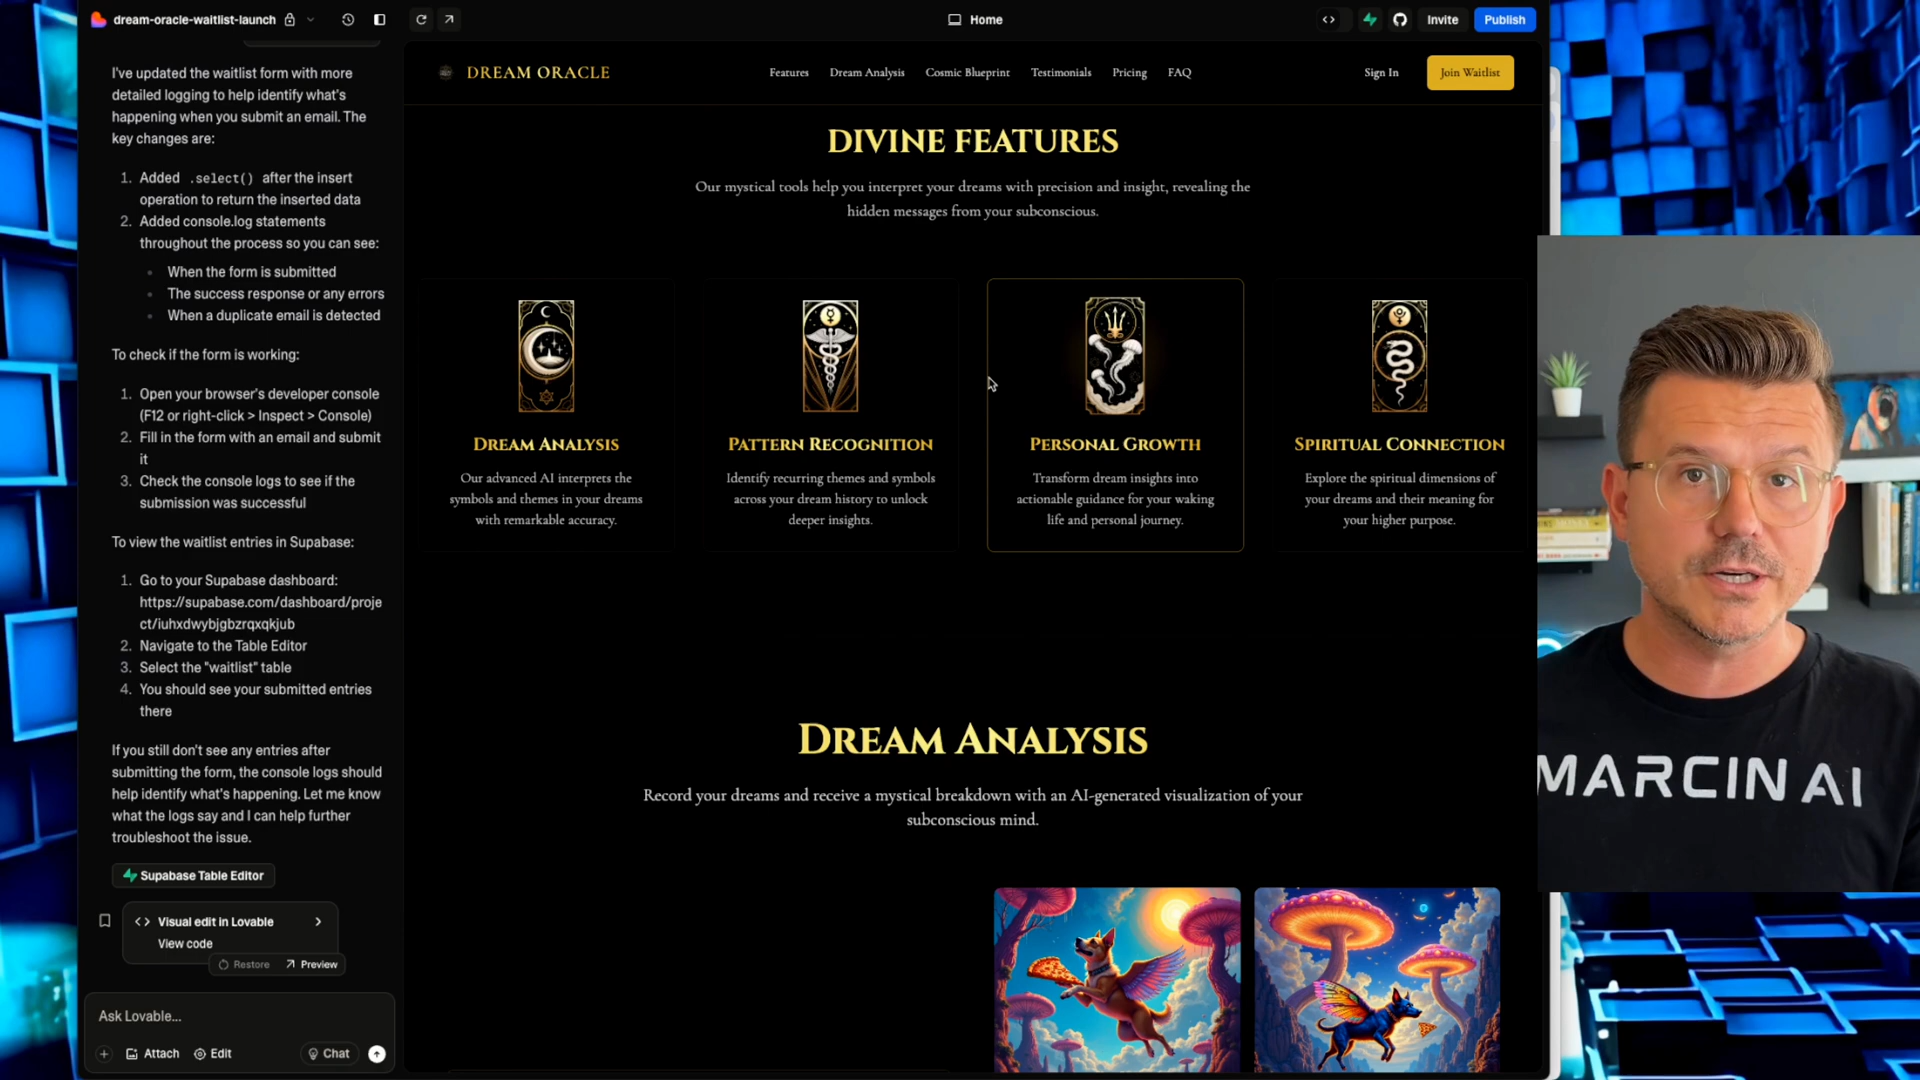 dream-oracle-waitlist-launch
Home
Invite
Publish
I've updated the waitlist form with more
detailed logging to help identify what's
happening when you submit an email. The
key changes are:
1. Added .select() after the insert
operation to return the inserted data
2. Added console.log statements
throughout the process so you can see:
When the form is submitted
The success response or any errors
When a duplicate email is detected
To check if the form is working:
1. Open your browser's developer console
(F12 or right-click > Inspect > Console)
2. Fill in the form with an email and submit
it
3. Check the console logs to see if the
submission was successful
To view the waitlist entries in Supabase:
1. Go to your Supabase dashboard:
https://supabase.com/dashboard/proje
ct/iuhxdwybjgbzrqxqkjub
2. Navigate to the Table Editor
3. Select the "waitlist" table
4. You should see your submitted entries
there
If you still don't see any entries after
submitting the form, the console logs should
help identify what's happening. Let me know
what the logs say and I can help further
troubleshoot the issue.
Supabase Table Editor
Visual edit in Lovable
View code
Restore Preview
Ask Lovable...
Attach Edit Chat
DREAM ORACLE
Features Dream Analysis Cosmic Blueprint Testimonials Pricing FAQ
Sign In
Join Waitlist
DIVINE FEATURES
Our mystical tools help you interpret your dreams with precision and insight, revealing the
hidden messages from your subconscious.
DREAM ANALYSIS
Our advanced AI interprets the
symbols and themes in your dreams
with remarkable accuracy.
PATTERN RECOGNITION
Identify recurring themes and symbols
across your dream history to unlock
deeper insights.
PERSONAL GROWTH
Transform dream insights into
actionable guidance for your waking
life and personal journey.
SPIRITUAL CONNECTION
Explore the spiritual dimensions of
your dreams and their meaning for
your higher purpose.
DREAM ANALYSIS
Record your dreams and receive a mystical breakdown with an AI-generated visualization of your
subconscious mind.
MARCIN AI